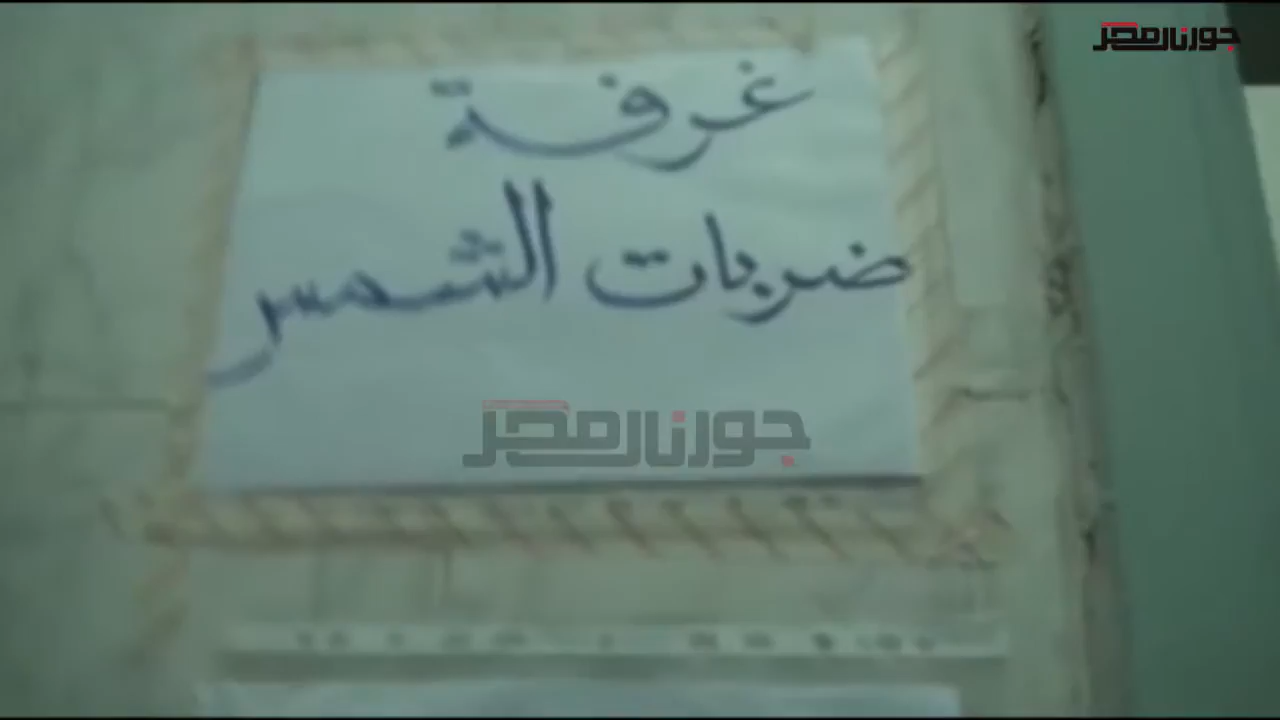 جورنال مصر
غرفة
ضربات الشمس
جورنال مصر